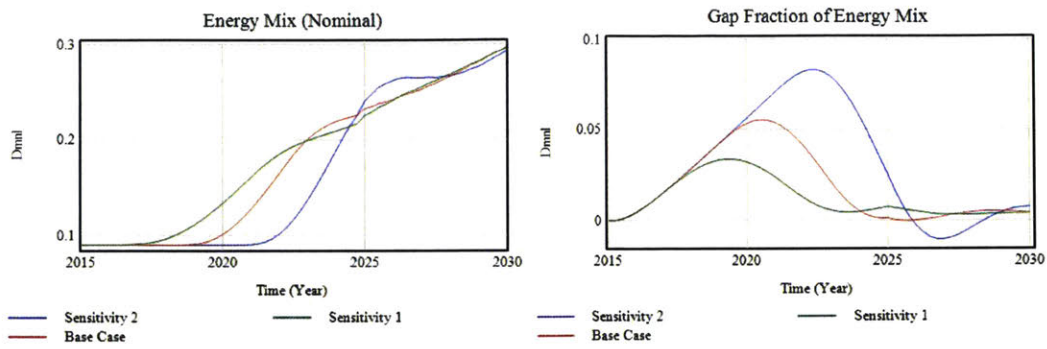 Energy Mix (Nominal)
0.3
0.2
0.1
Dmnl
2015 2020 2025 2030
Time (Year)
Sensitivity 2 Sensitivity 1
Base Case
Gap Fraction of Energy Mix
0.1
0.05
0
Dmnl
2015 2020 2025 2030
Time (Year)
Sensitivity 2 Sensitivity 1
Base Case